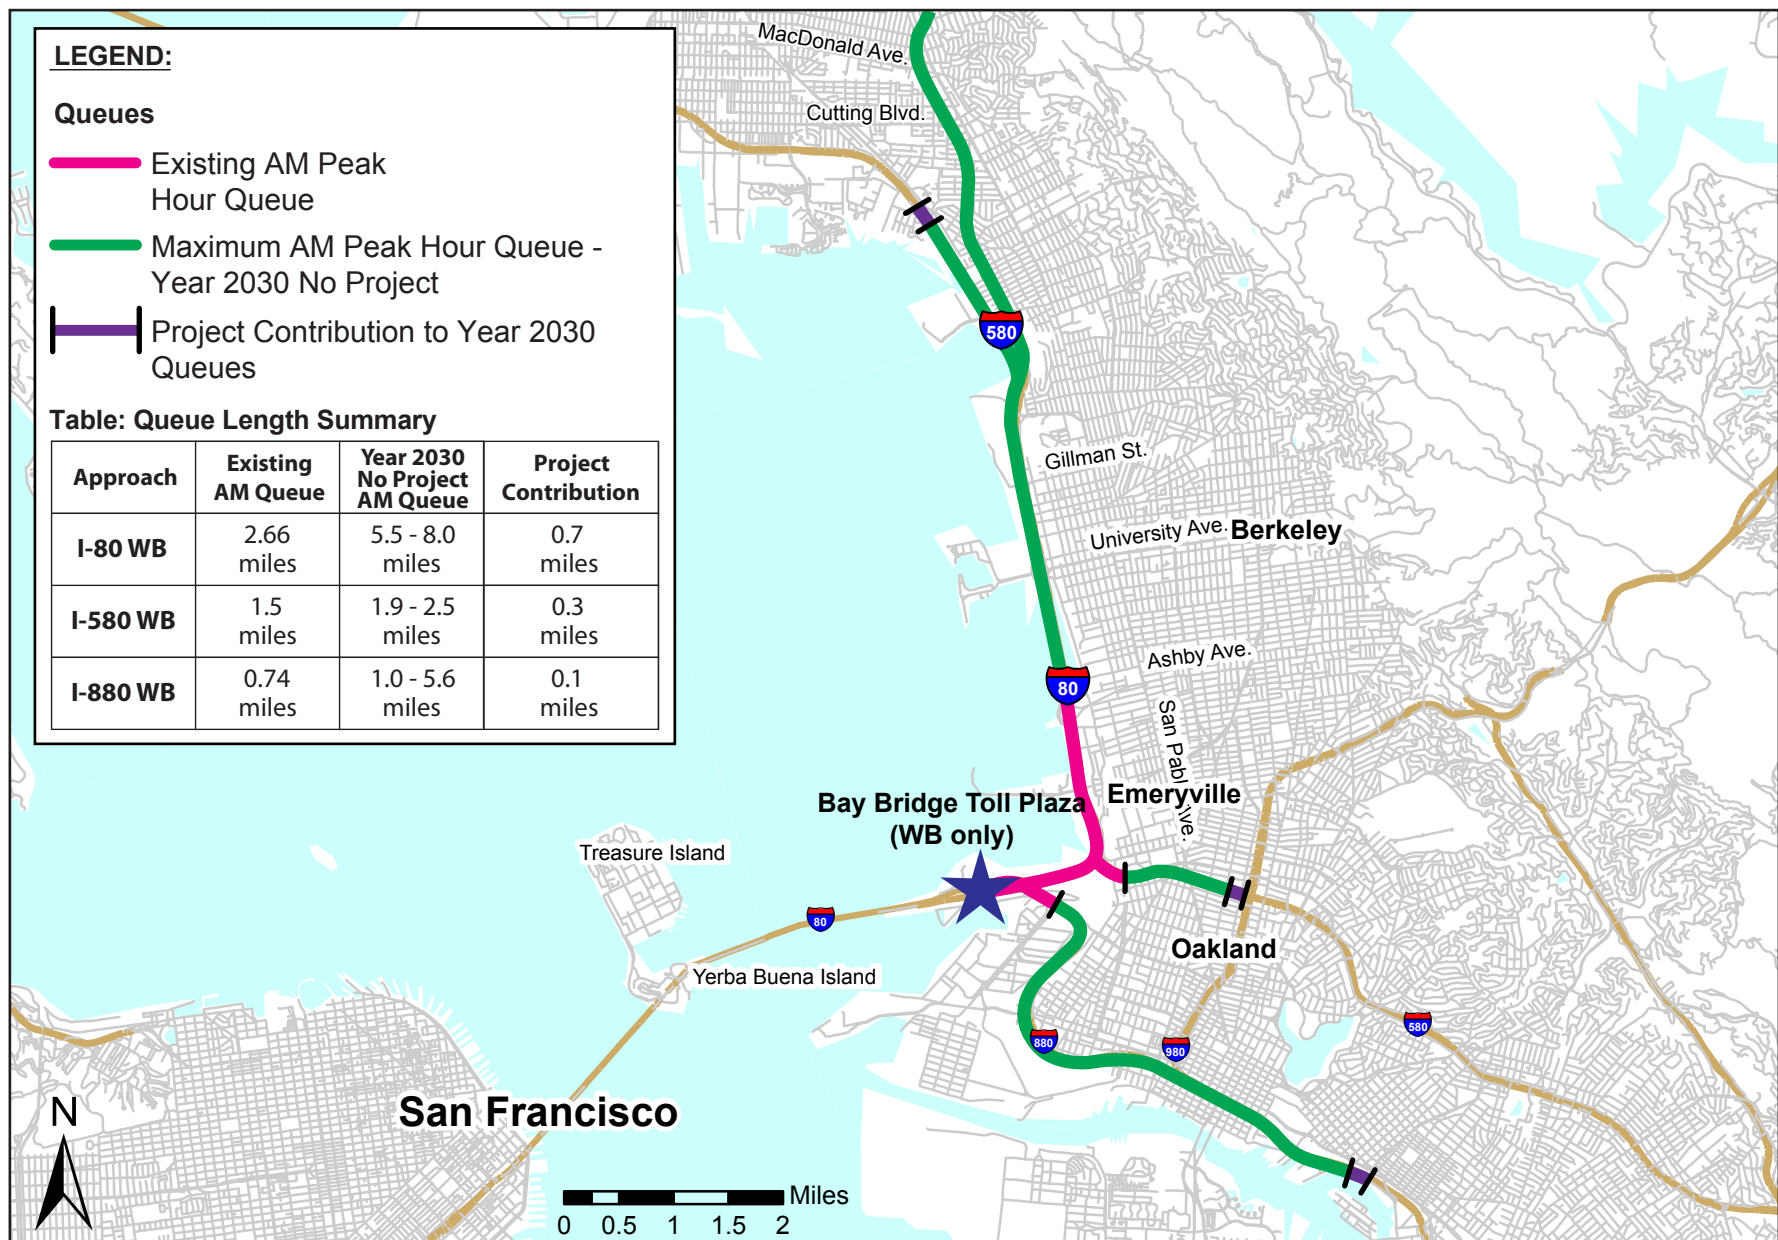 LEGEND:
Queues
Existing AM Peak
Hour Queue
Maximum AM Peak Hour Queue -
Year 2030 No Project
Project Contribution to Year 2030
Queues
Table: Queue Length Summary
Approach
Existing
AM Queue
Year 2030
No Project
AM Queue
Project
Contribution
I-80 WB
2.66
miles
5.5 - 8.0
miles
0.7
miles
I-580 WB
1.5
miles
1.9 - 2.5
miles
0.3
miles
I-880 WB
0.74
miles
1.0 - 5.6
miles
0.1
miles
MacDonald Ave.
Cutting Blvd.
580
Gillman St.
University Ave.
Berkeley
Ashby Ave.
80
San Pablo Ave.
Emeryville
Bay Bridge Toll Plaza
(WB only)
Treasure Island
80
Oakland
Yerba Buena Island
880
980
580
San Francisco
N
Miles
0 0.5 1 1.5 2